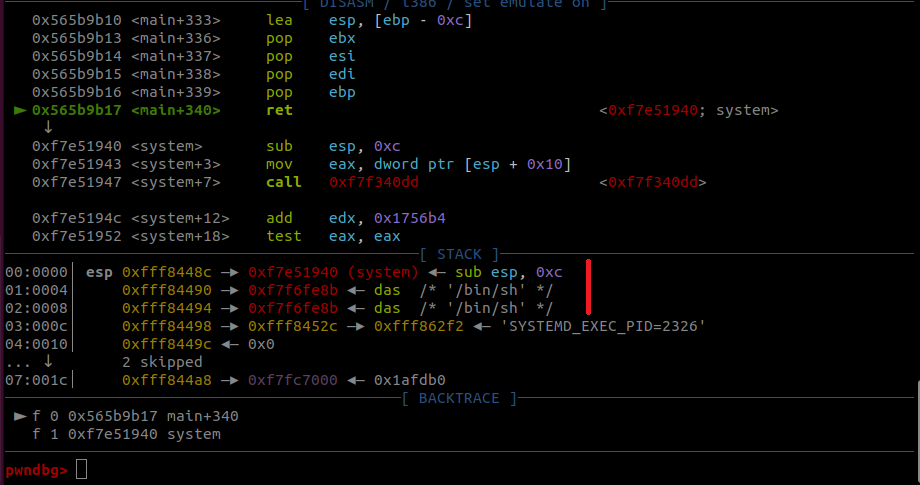 [ DISASM / i386 / set emulate on ]
0x565b9b10 <main+333> lea esp, [ebp - 0xc]
0x565b9b13 <main+336> pop ebx
0x565b9b14 <main+337> pop esi
0x565b9b15 <main+338> pop edi
0x565b9b16 <main+339> pop ebp
► 0x565b9b17 <main+340> ret <0xf7e51940; system>
↓
0xf7e51940 <system> sub esp, 0xc
0xf7e51943 <system+3> mov eax, dword ptr [esp + 0x10]
0xf7e51947 <system+7> call 0xf7f340dd <0xf7f340dd>
0xf7e5194c <system+12> add edx, 0x1756b4
0xf7e51952 <system+18> test eax, eax
[ STACK ]
00:0000│ esp 0xfff8448c —▸ 0xf7e51940 (system) ◂— sub esp, 0xc
01:0004│ 0xfff84490 —▸ 0xf7f6fe8b ◂— das /* '/bin/sh' */
02:0008│ 0xfff84494 —▸ 0xf7f6fe8b ◂— das /* '/bin/sh' */
03:000c│ 0xfff84498 —▸ 0xfff8452c —▸ 0xfff862f2 ◂— 'SYSTEMD_EXEC_PID=2326'
04:0010│ 0xfff8449c ◂— 0x0
... ↓ 2 skipped
07:001c│ 0xfff844a8 —▸ 0xf7fc7000 ◂— 0x1afdb0
[ BACKTRACE ]
► f 0 0x565b9b17 main+340
f 1 0xf7e51940 system
pwndbg>